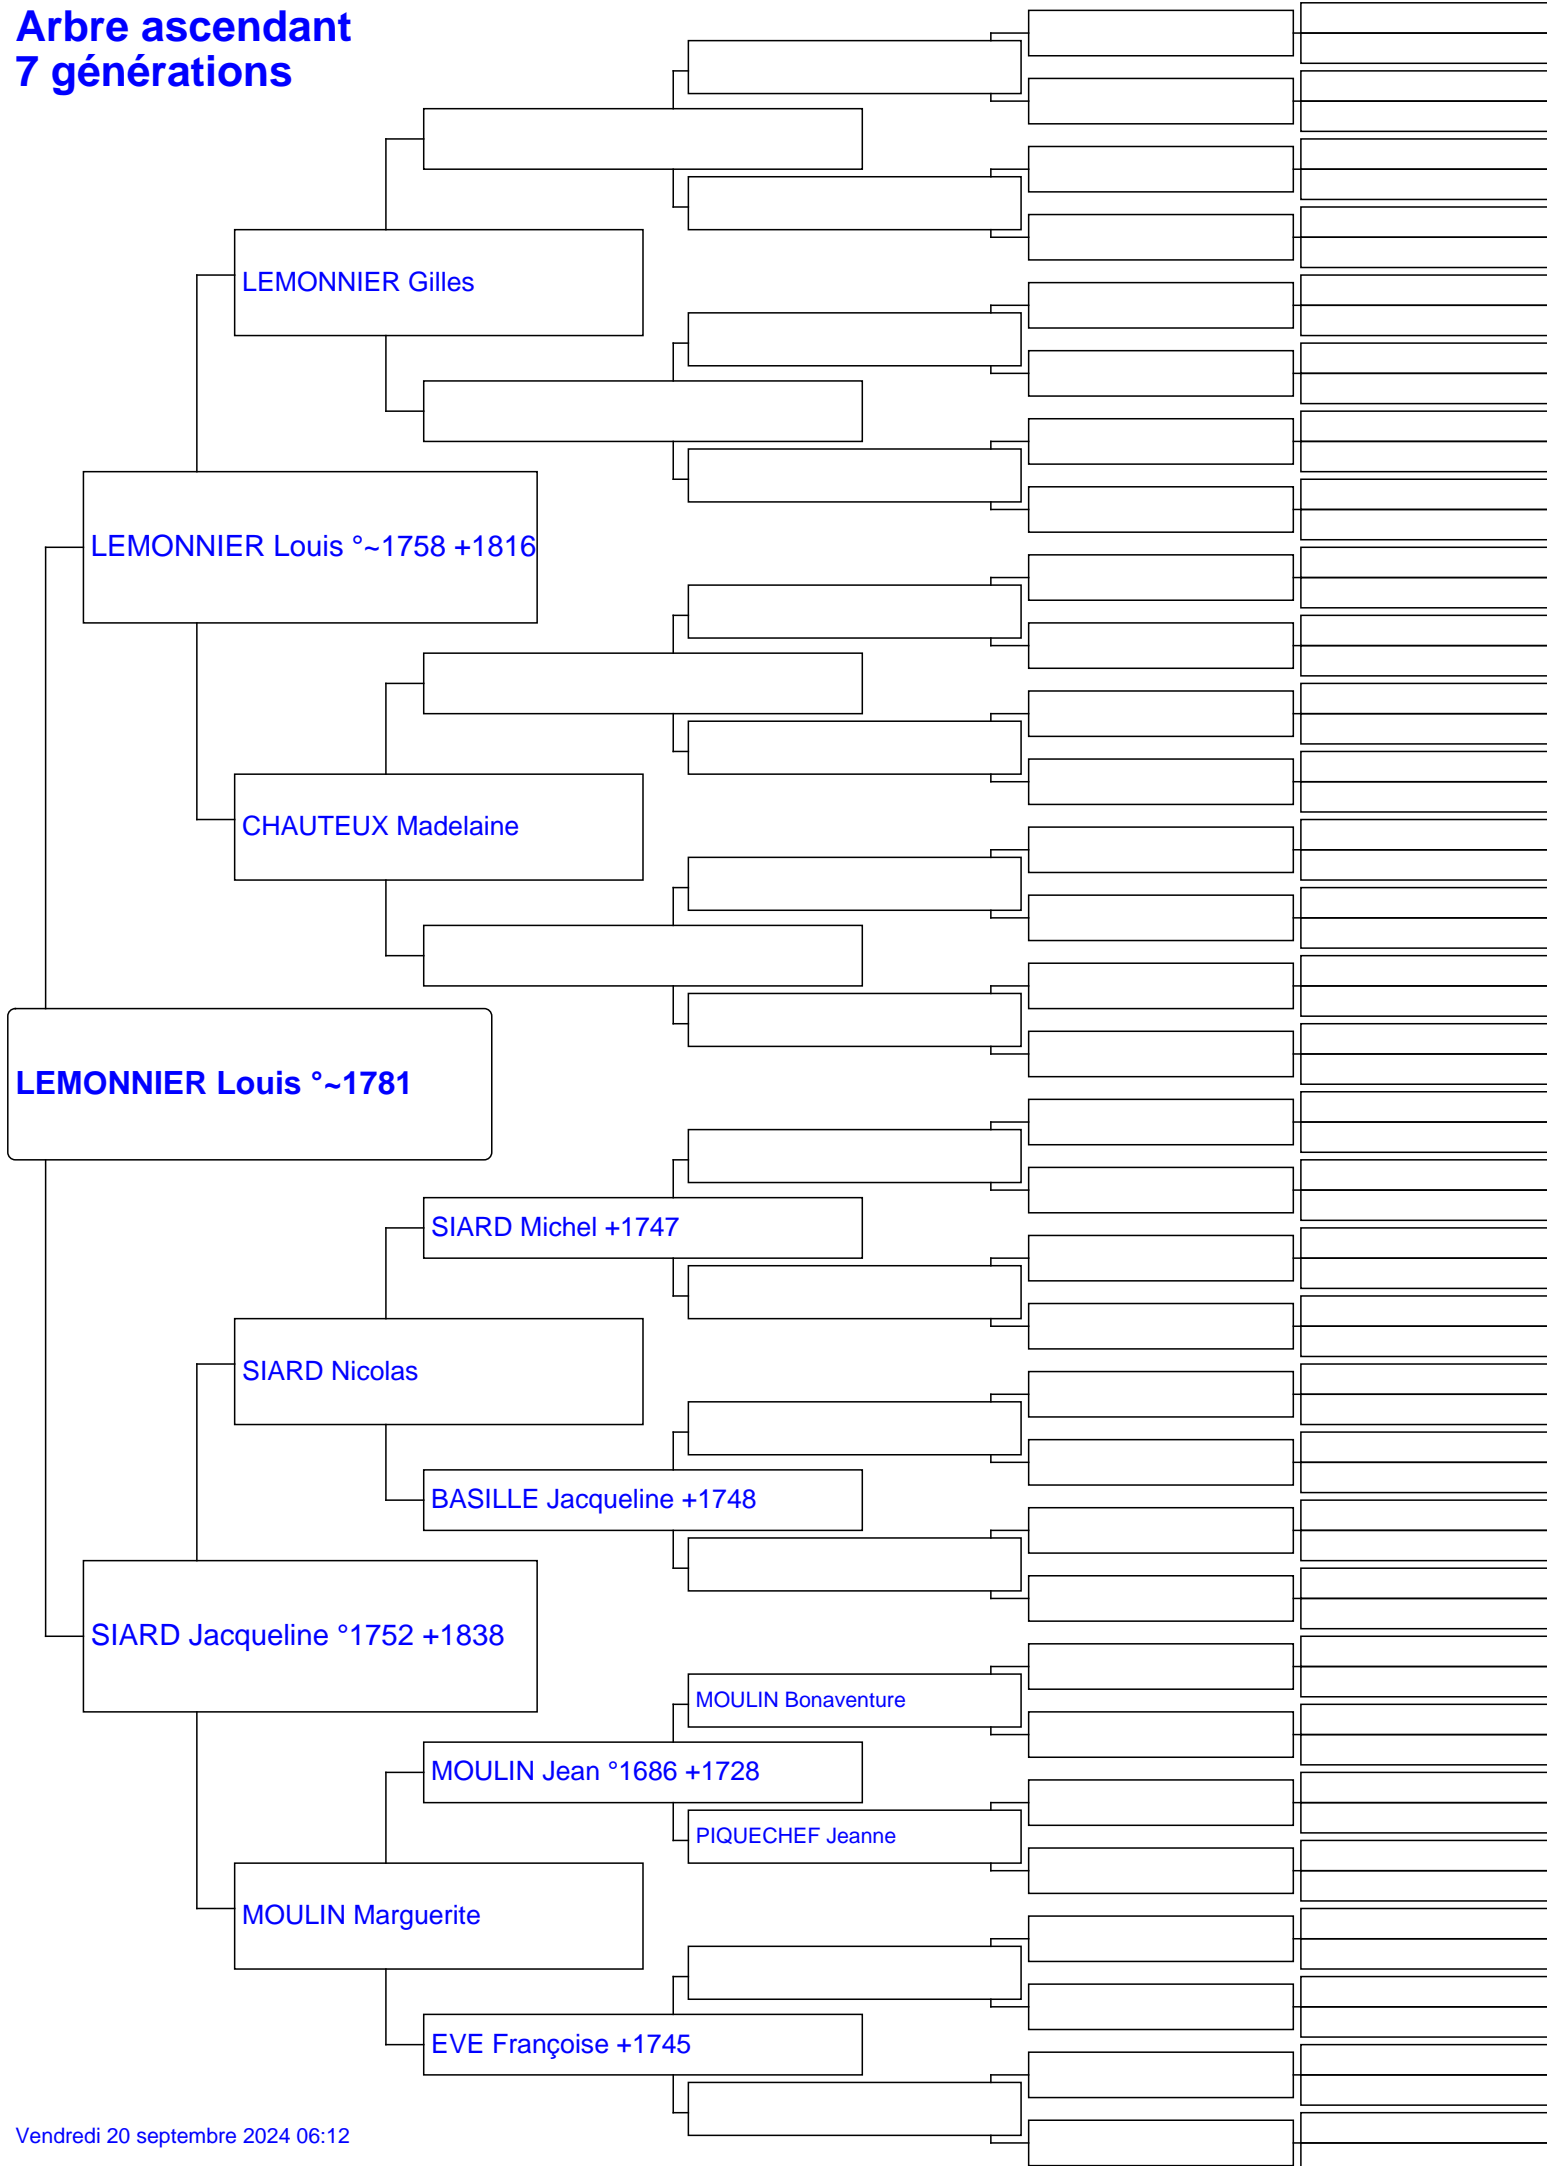 Arbre ascendant
7 générations
LEMONNIER Gilles
LEMONNIER Louis °~1758 +1816
CHAUTEUX Madelaine
LEMONNIER Louis °~1781
SIARD Michel +1747
SIARD Nicolas
BASILLE Jacqueline +1748
SIARD Jacqueline °1752 +1838
MOULIN Bonaventure
MOULIN Jean °1686 +1728
PIQUECHEF Jeanne
MOULIN Marguerite
EVE Françoise +1745
Vendredi 20 septembre 2024 06:12